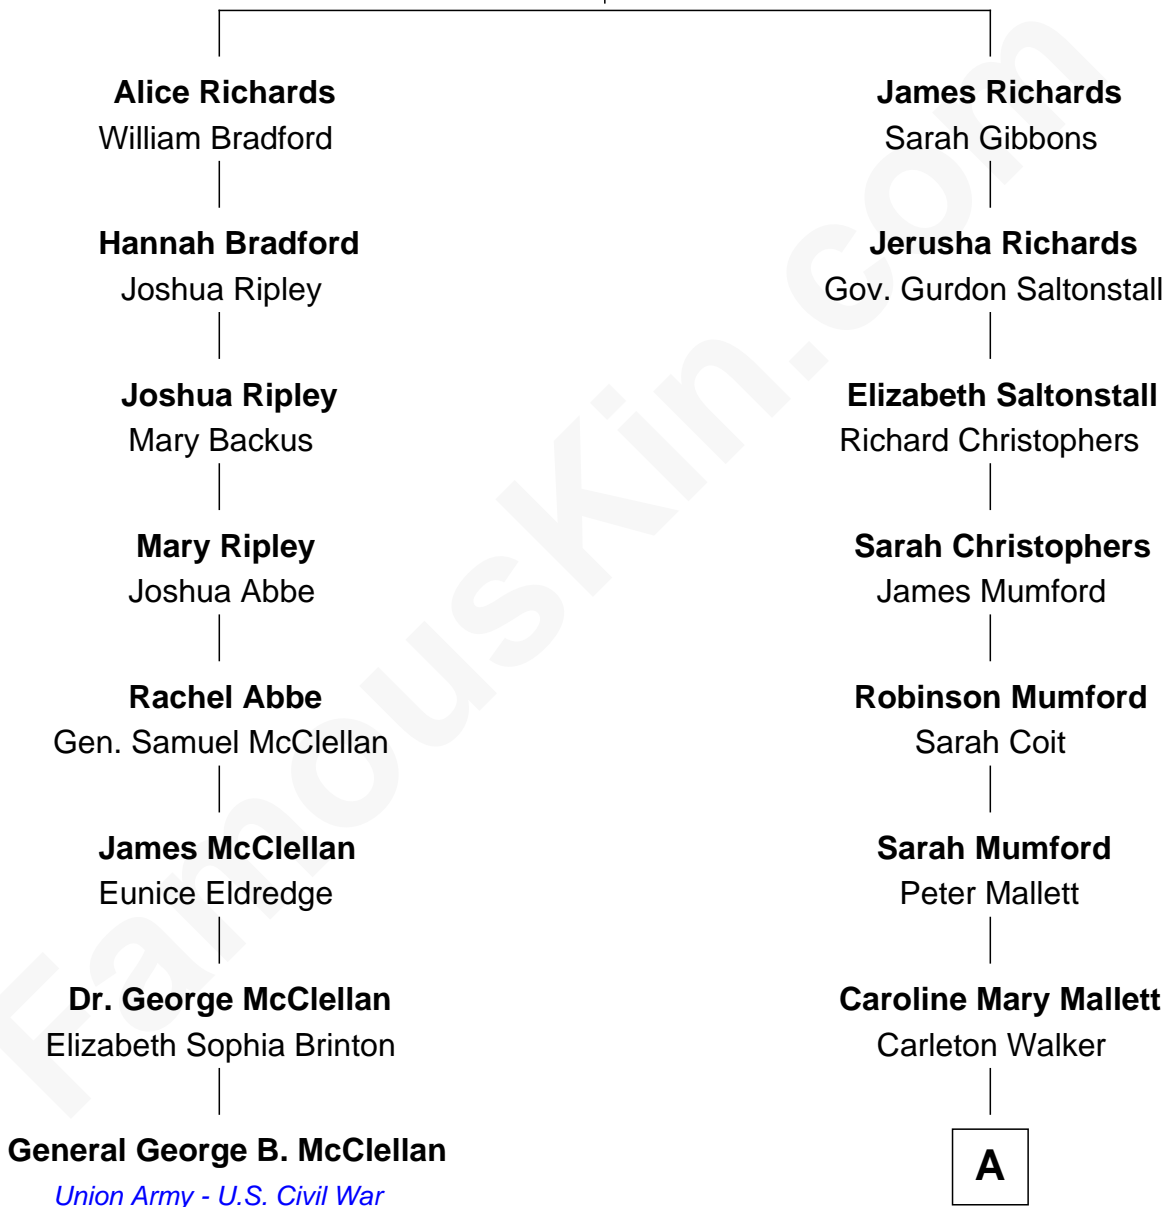 Alice Richards
William Bradford
Hannah Bradford
Joshua Ripley
Joshua Ripley
Mary Backus
Mary Ripley
Joshua Abbe
Rachel Abbe
Gen. Samuel McClellan
James McClellan
Eunice Eldredge
Dr. George McClellan
Elizabeth Sophia Brinton
General George B. McClellan
Union Army - U.S. Civil War
James Richards
Sarah Gibbons
Jerusha Richards
Gov. Gurdon Saltonstall
Elizabeth Saltonstall
Richard Christophers
Sarah Christophers
James Mumford
Robinson Mumford
Sarah Coit
Sarah Mumford
Peter Mallett
Caroline Mary Mallett
Carleton Walker
A
FamousKin.com